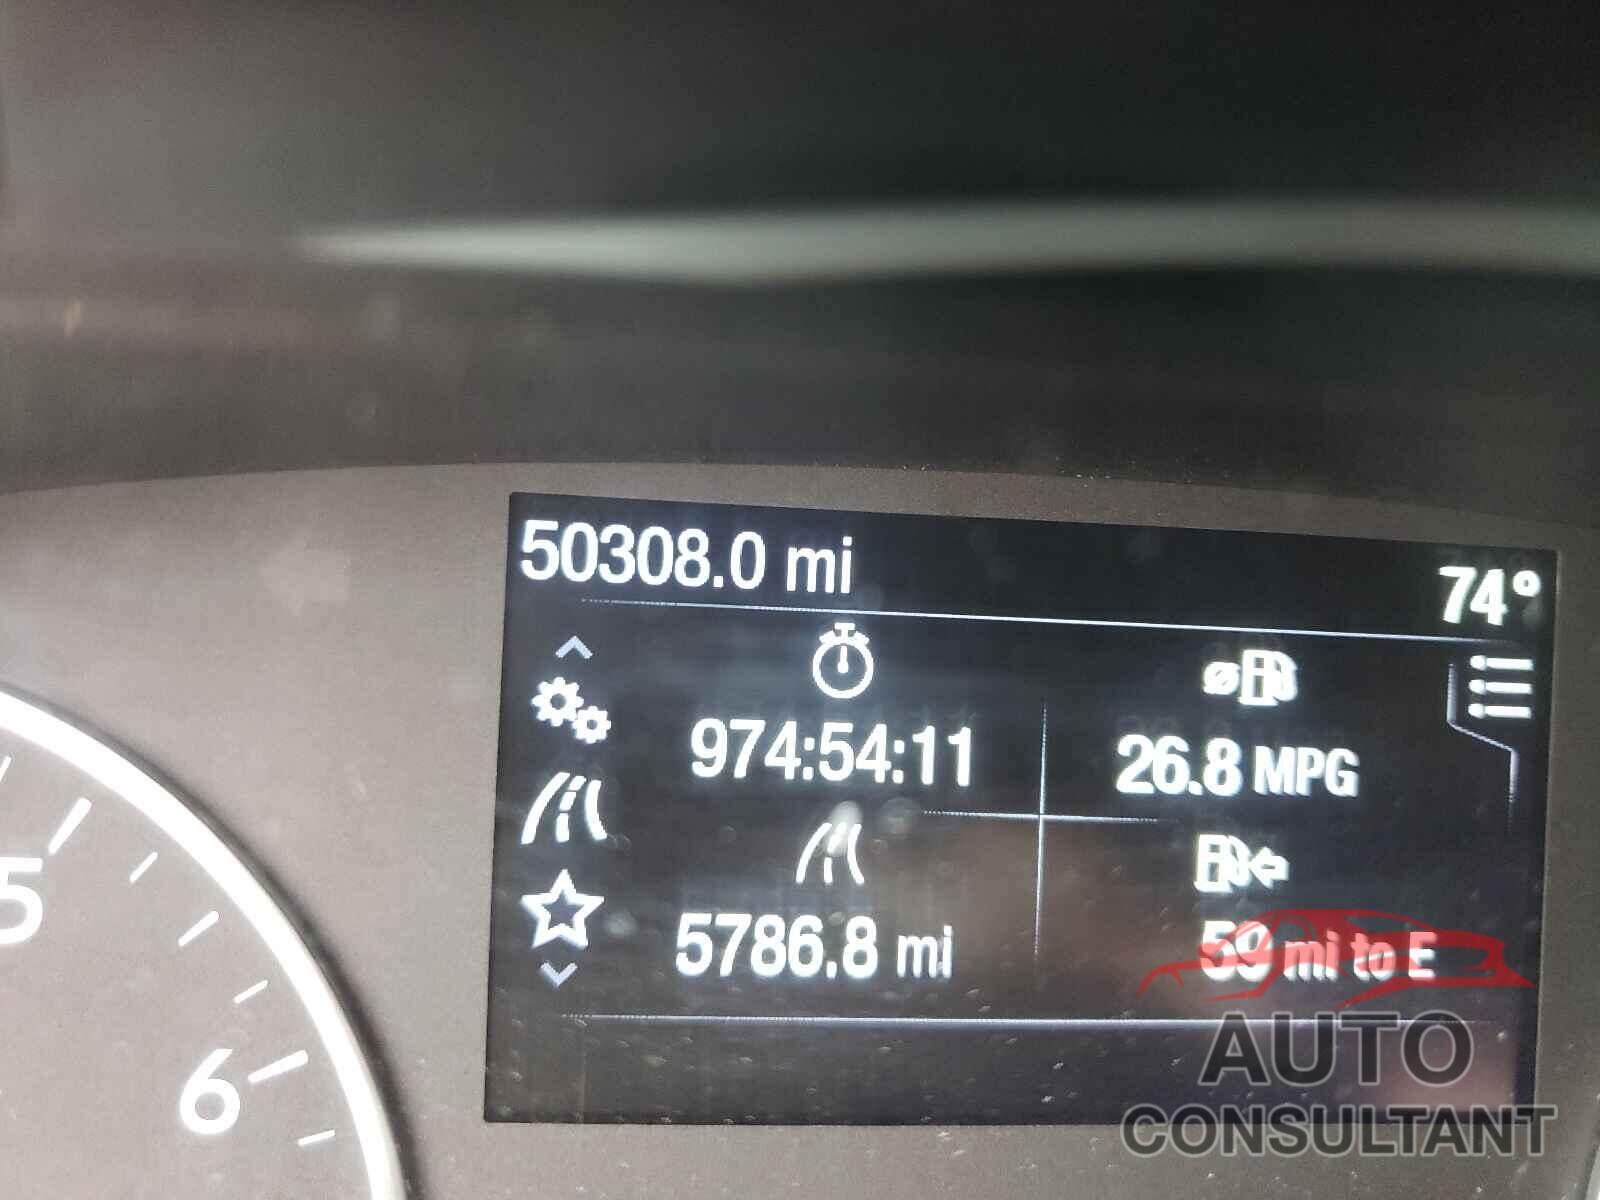 50308.0 mi
74°
974:54:11
26.8 MPG
5786.8 mi
59 mi to E
5
6
AUTO
CONSULTANT